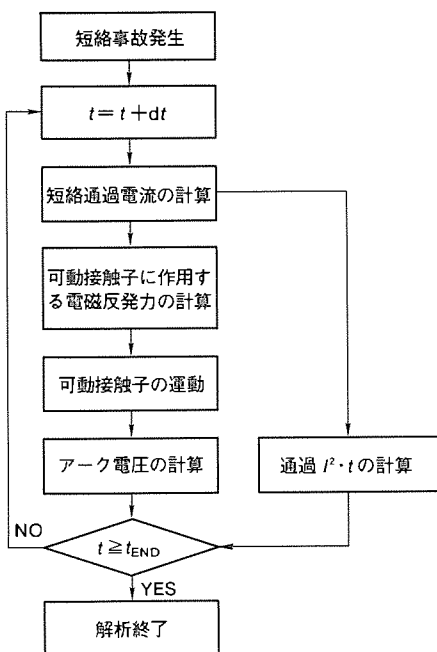 短絡事故発生
t = t + dt
短絡通過電流の計算
可動接触子に作用す
る電磁反発力の計算
可動接触子の運動
アーク電圧の計算
通過 I²・t の計算
NO
t ≧ tEND
YES
解析終了